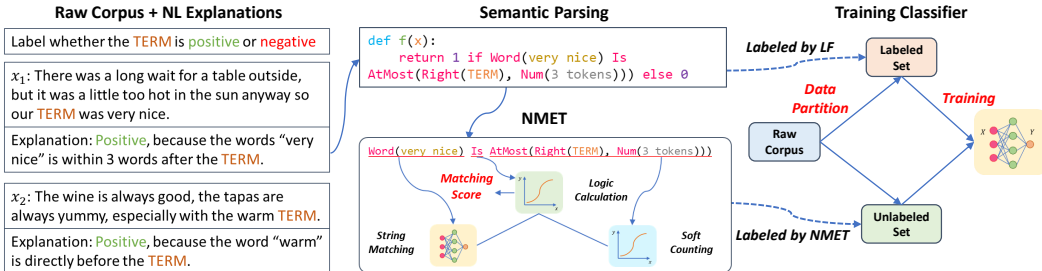 Raw Corpus + NL Explanations
Label whether the TERM is positive or negative
x₁: There was a long wait for a table outside,
but it was a little too hot in the sun anyway so
our TERM was very nice.
Explanation: Positive, because the words “very
nice” is within 3 words after the TERM.
x₂: The wine is always good, the tapas are
always yummy, especially with the warm TERM.
Explanation: Positive, because the word “warm”
is directly before the TERM.
Semantic Parsing
def f(x):
return 1 if Word(very nice) Is
AtMost(Right(TERM), Num(3 tokens))) else 0
NMET
Word(very nice) Is AtMost(Right(TERM), Num(3 tokens)))
Matching
Score
y
x
Logic
Calculation
String
Matching
y
x
Soft
Counting
Training Classifier
Labeled by LF
Labeled
Set
Data
Partition
Training
Raw
Corpus
X
Y
Unlabeled
Set
Labeled by NMET